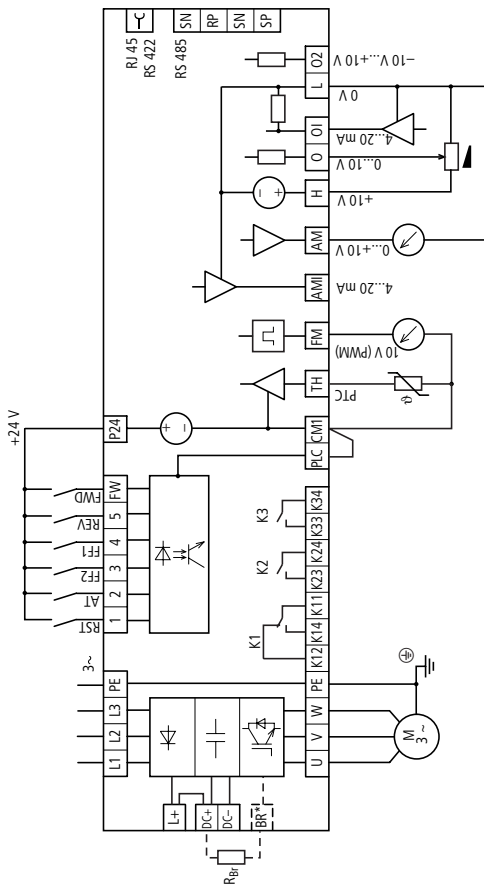 RJ 45
RS 422
RS 485
SN
RP
SN
SP
+24 V
3~
RST
AT
FF2
FF1
REV
FWD
L1
L2
L3
PE
1
2
3
4
5
FW
P24
+
–
–
+
L+
DC+
DC–
BR*
RBr
K1
K2
K3
U
V
W
PE
K12
K14
K11
K23
K24
K33
K34
PLC
CM1
TH
FM
AMI
AM
H
O
OI
L
O2
PTC
10 V (PWM)
4...20 mA
0...+10 V
+10 V
0...10 V
4...20 mA
0 V
–10 V...+10 V
ϑ
M
3 ~